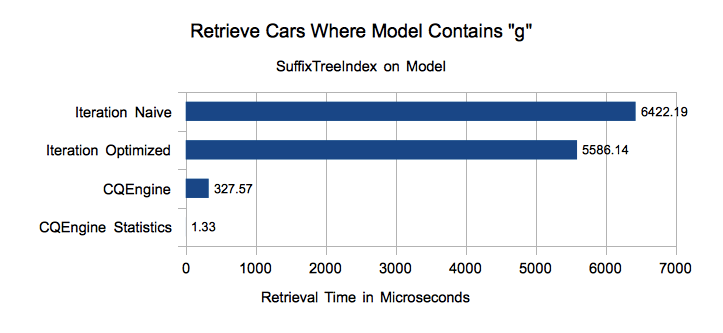 Retrieve Cars Where Model Contains "g"
SuffixTreeIndex on Model
Iteration Naive 6422.19
Iteration Optimized 5586.14
CQEngine 327.57
CQEngine Statistics 1.33
0 1000 2000 3000 4000 5000 6000 7000
Retrieval Time in Microseconds